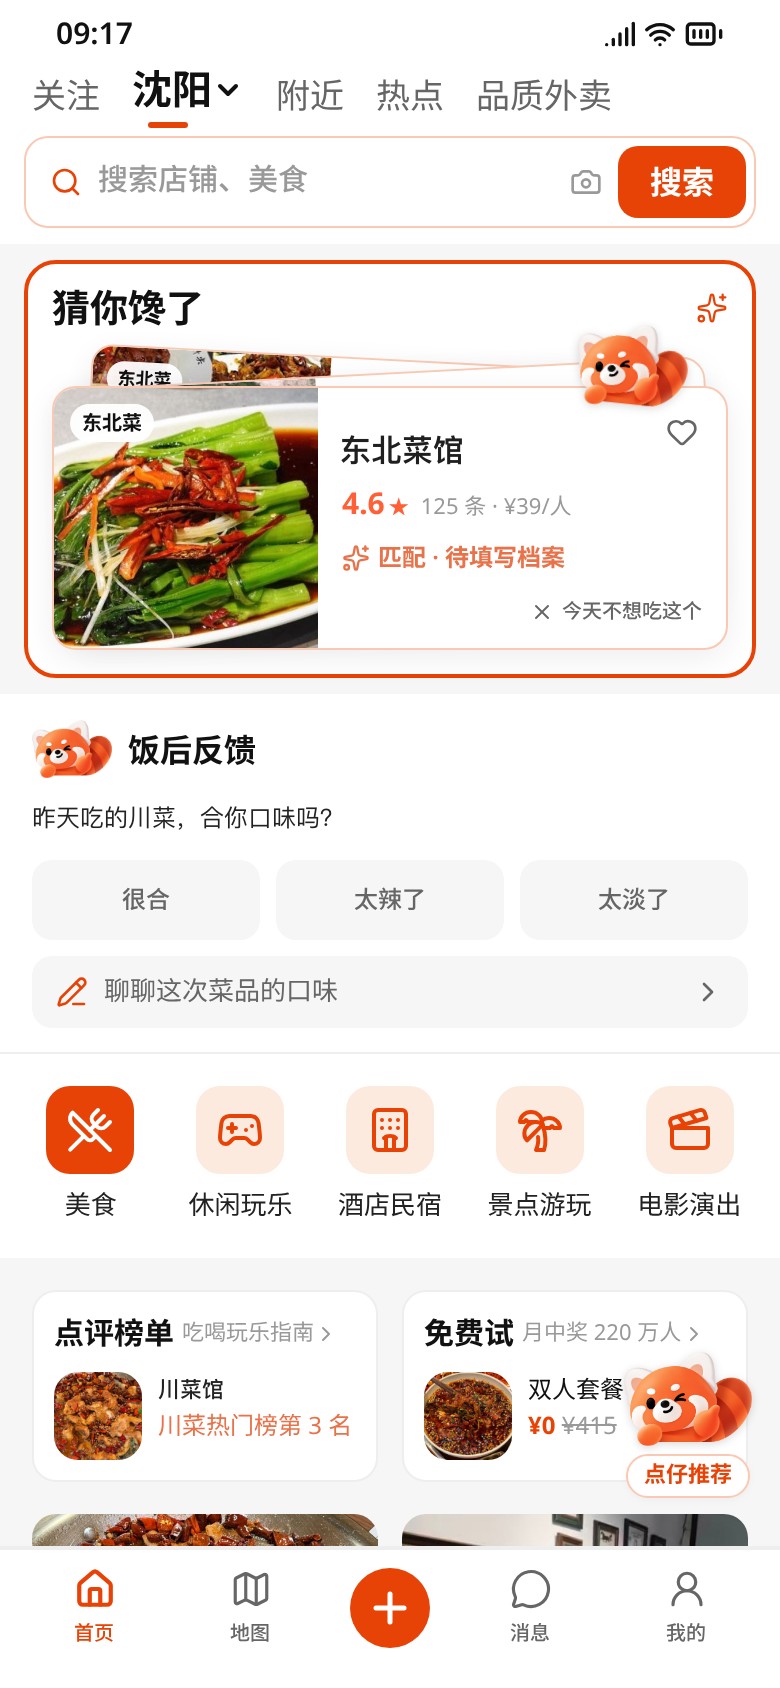 09:17
关注 沈阳 附近 热点 品质外卖
搜索店铺、美食 搜索
猜你馋了
东北菜
东北菜
东北菜馆
4.6★ 125 条 · ¥39/人
匹配 · 待填写档案
× 今天不想吃这个
饭后反馈
昨天吃的川菜，合你口味吗？
很合 太辣了 太淡了
聊聊这次菜品的口味
美食 休闲玩乐 酒店民宿 景点游玩 电影演出
点评榜单 吃喝玩乐指南
川菜馆
川菜热门榜第 3 名
免费试 月中奖 220 万人
双人套餐
¥0 ¥415
点仔推荐
首页 地图 消息 我的